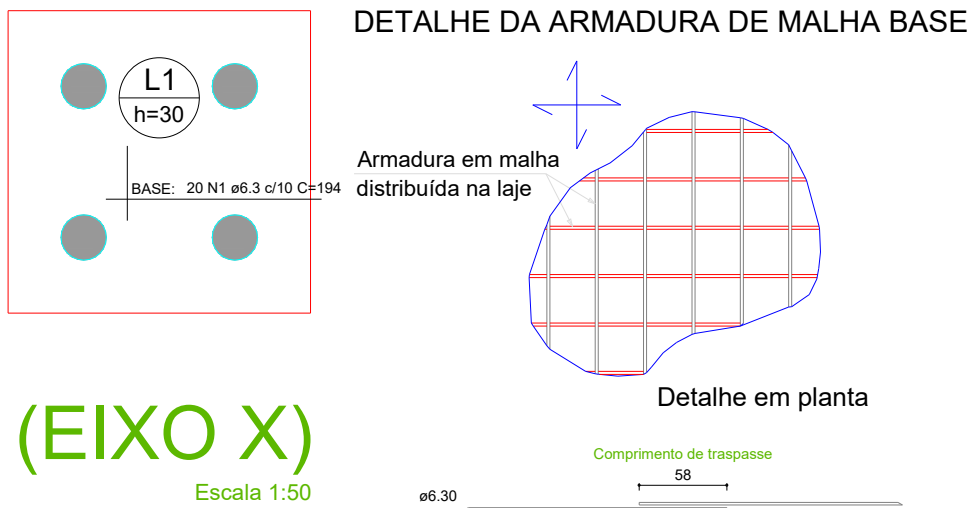 DETALHE DA ARMADURA DE MALHA BASE
L1
h=30
BASE: 20 N1 ø6.3 c/10 C=194
Armadura em malha
distribuída na laje
Detalhe em planta
(EIXO X)
Escala 1:50
Comprimento de traspasse
58
ø6.30